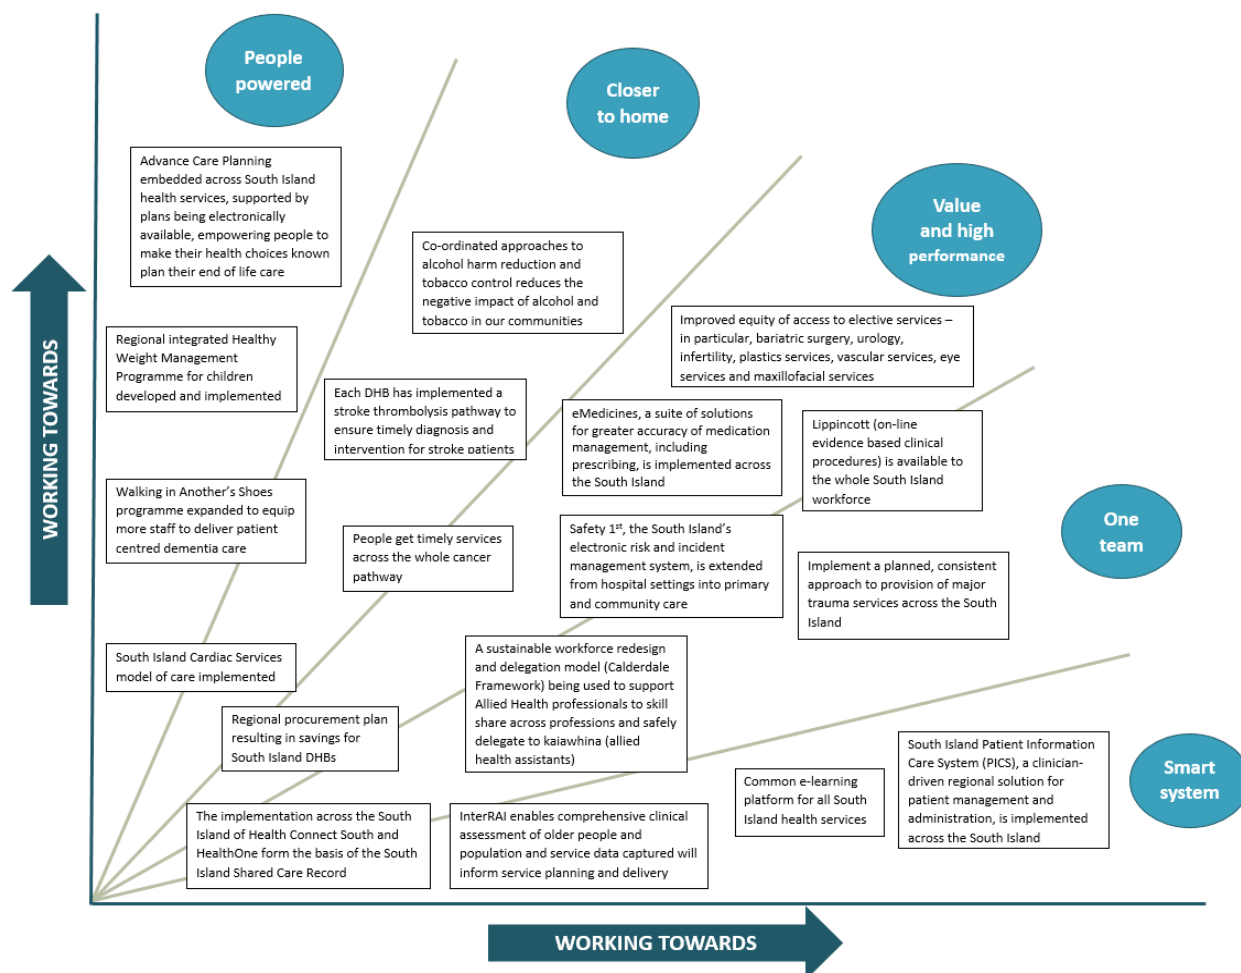 People
powered
Closer
to home
Value
and high
performance
One
team
Smart
system
WORKING TOWARDS
Advance Care Planning
embedded across South Island
health services, supported by
plans being electronically
available, empowering people to
make their health choices known
plan their end of life care
Co-ordinated approaches to
alcohol harm reduction and
tobacco control reduces the
negative impact of alcohol and
tobacco in our communities
Improved equity of access to elective services –
in particular, bariatric surgery, urology,
infertility, plastics services, vascular services, eye
services and maxillofacial services
Regional integrated Healthy
Weight Management
Programme for children
developed and implemented
Each DHB has implemented a
stroke thrombolysis pathway to
ensure timely diagnosis and
intervention for stroke patients
eMedicines, a suite of solutions
for greater accuracy of medication
management, including
prescribing, is implemented across
the South Island
Lippincott (on-line
evidence based clinical
procedures) is available to
the whole South Island
workforce
Walking in Another's Shoes
programme expanded to equip
more staff to deliver patient
centred dementia care
People get timely services
across the whole cancer
pathway
Safety 1st, the South Island's
electronic risk and incident
management system, is extended
from hospital settings into primary
and community care
Implement a planned, consistent
approach to provision of major
trauma services across the South
Island
South Island Cardiac Services
model of care implemented
A sustainable workforce redesign
and delegation model (Calderdale
Framework) being used to support
Allied Health professionals to skill
share across professions and safely
delegate to kaiawhina (allied
health assistants)
Regional procurement plan
resulting in savings for
South Island DHBs
South Island Patient Information
Care System (PICS), a clinician-
driven regional solution for
patient management and
administration, is implemented
across the South Island
Common e-learning
platform for all South
Island health services
The implementation across the South
Island of Health Connect South and
HealthOne form the basis of the South
Island Shared Care Record
InterRAI enables comprehensive clinical
assessment of older people and
population and service data captured will
inform service planning and delivery
WORKING TOWARDS